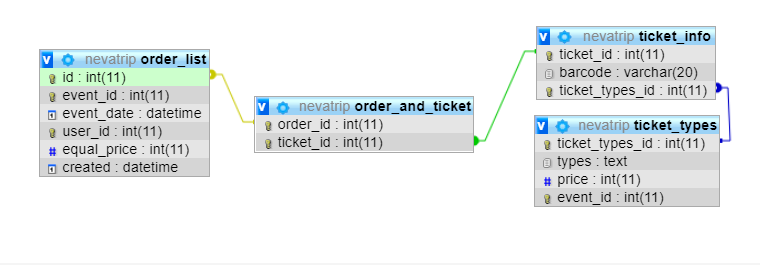 nevatrip order_list
id : int(11)
event_id : int(11)
event_date : datetime
user_id : int(11)
equal_price : int(11)
created : datetime
nevatrip order_and_ticket
order_id : int(11)
ticket_id : int(11)
nevatrip ticket_info
ticket_id : int(11)
barcode : varchar(20)
ticket_types_id : int(11)
nevatrip ticket_types
ticket_types_id : int(11)
types : text
price : int(11)
event_id : int(11)